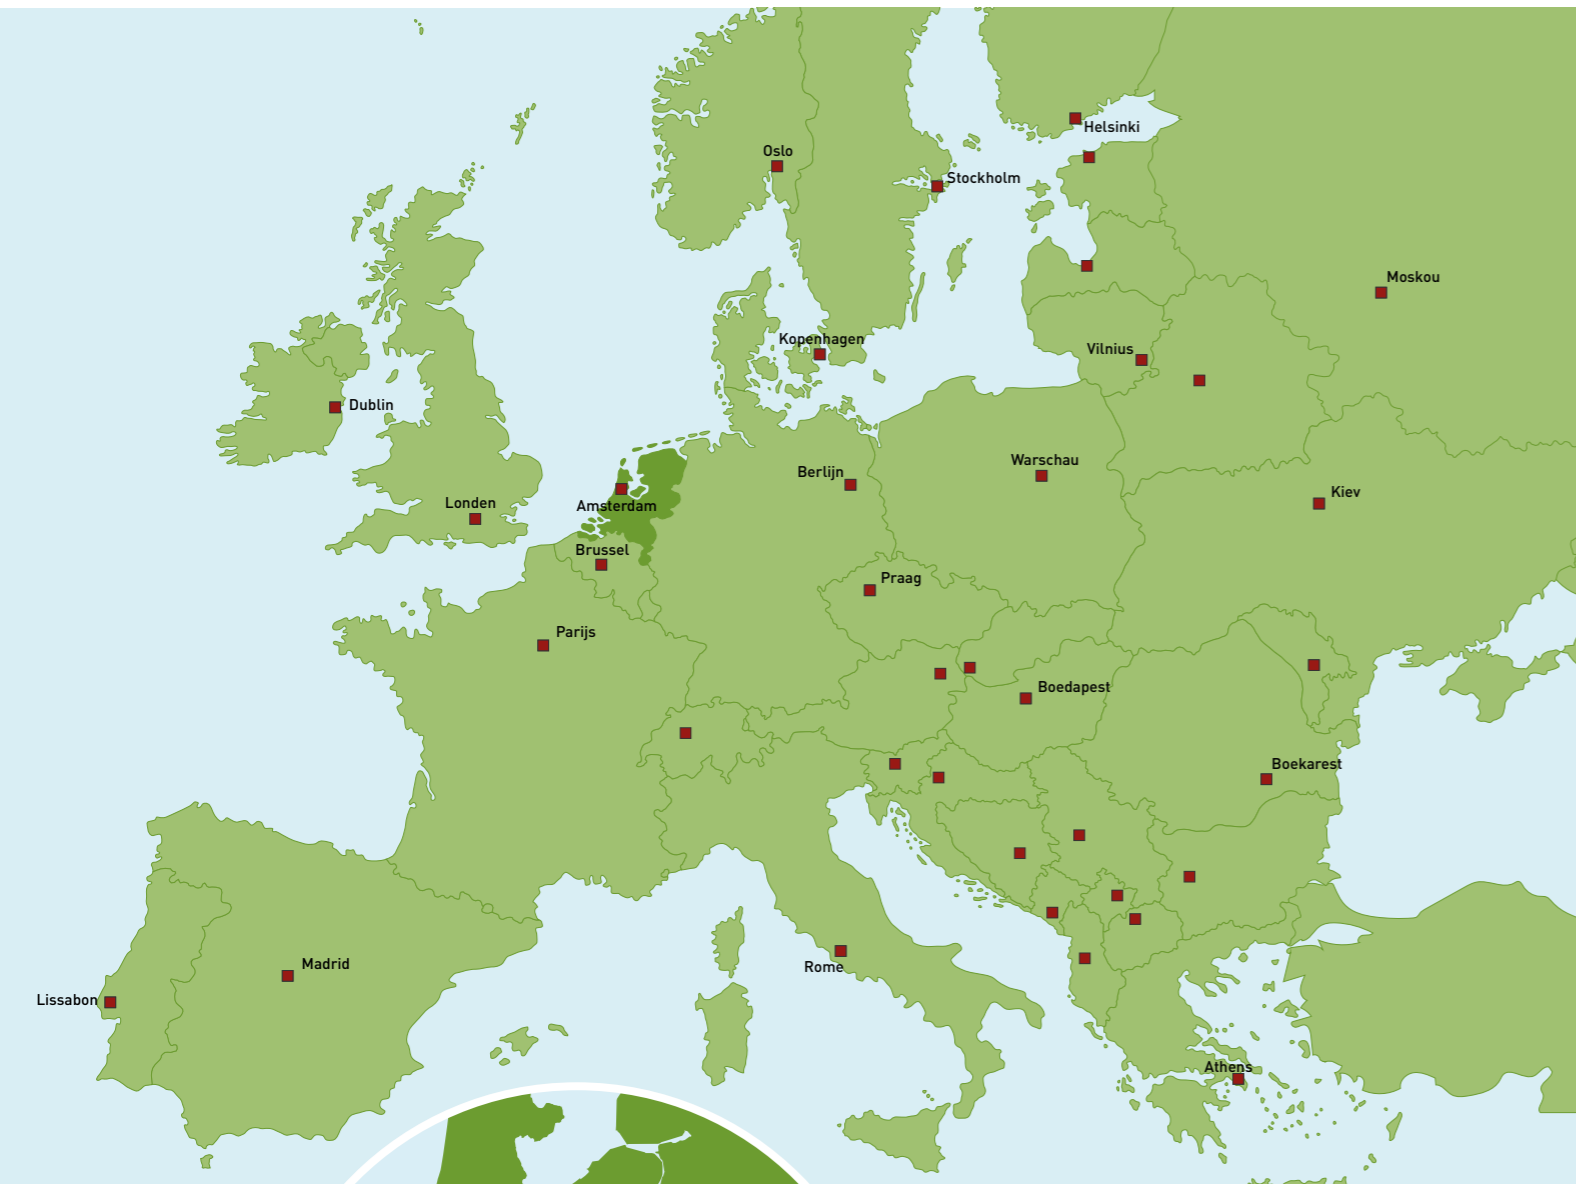 Helsinki
Oslo
Stockholm
Moskou
Kopenhagen
Vilnius
Dublin
Warschau
Berlijn
Kiev
Londen
Amsterdam
Brussel
Praag
Parijs
Boedapest
Boekarest
Madrid
Rome
Lissabon
Athens